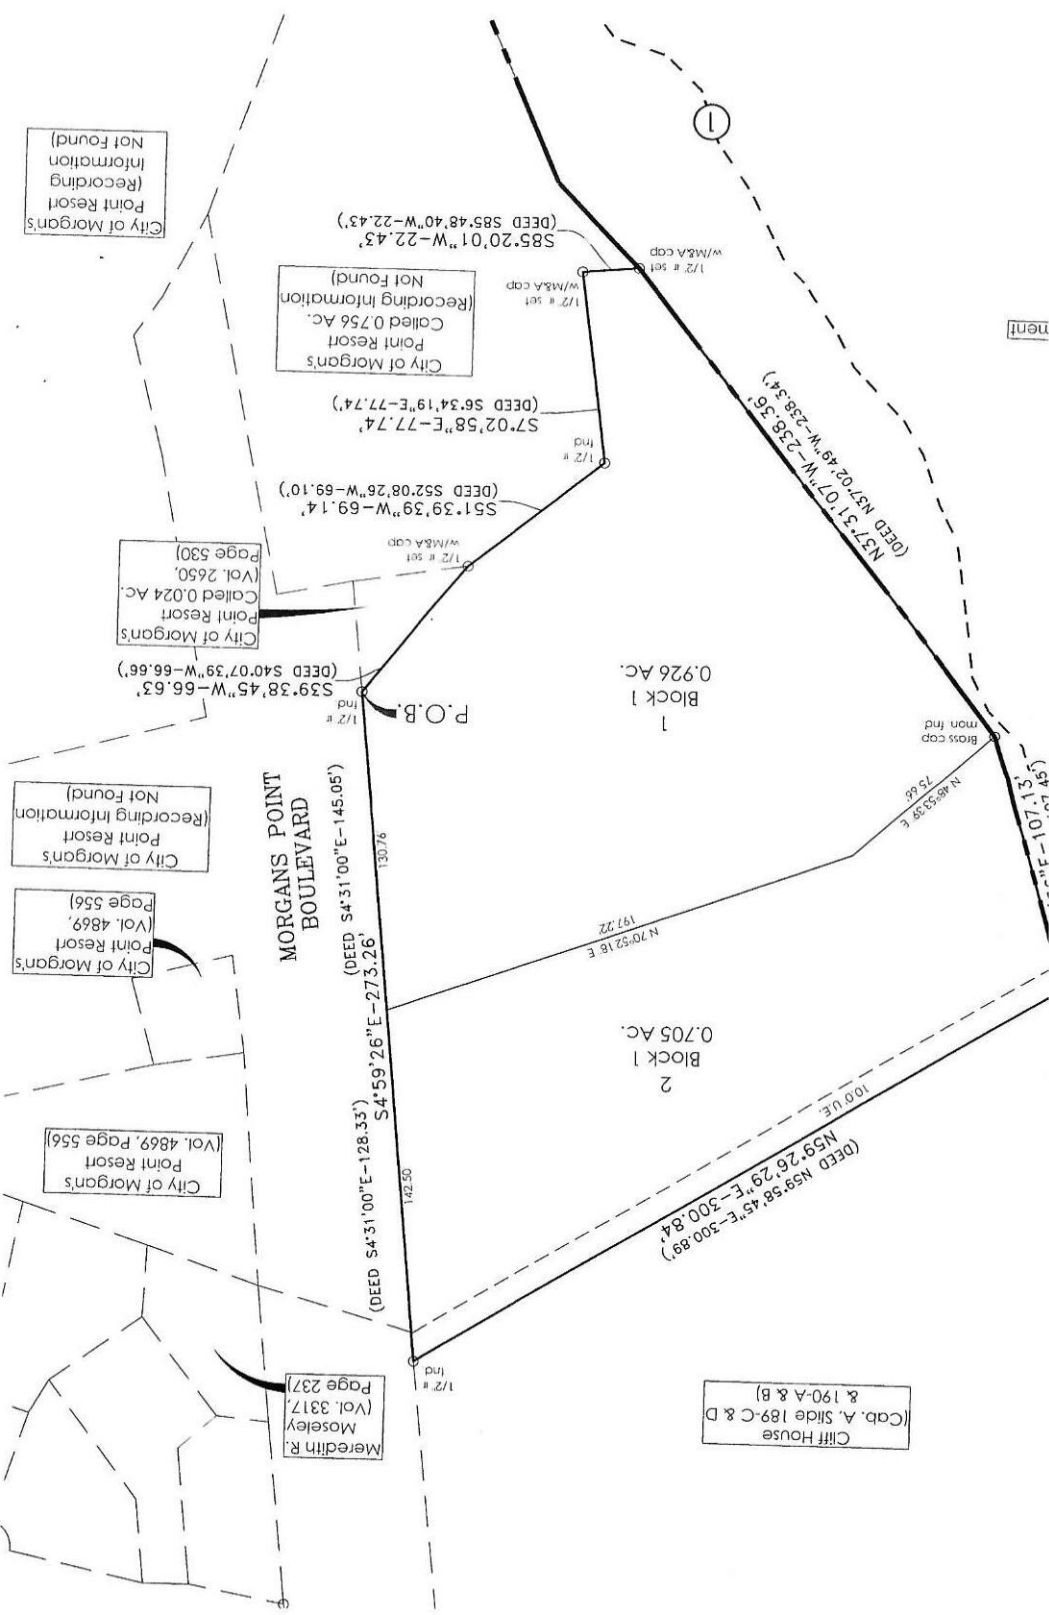 Cliff House
(Cab. A, Slide 189-C & D
& 190-A & B)
Meredith R.
Moseley
(Vol. 3317,
Page 237)
1/2" IR
fnd
(DEED N59°58'45"E-300.89')
N59°26'29"E-300.84'
10.0' U.E.
(DEED S4°31'00"E-128.33')
142.50
S4°59'26"E-273.26'
City of Morgan's
Point Resort
(Vol. 4869, Page 556)
2
Block 1
0.705 Ac.
City of Morgan's
Point Resort
(Vol. 4869,
Page 556)
N 70°52'18" E
197.22'
N 48°53'39" E
75.66'
(DEED S4°31'00"E-145.05')
130.76
MORGANS POINT
BOULEVARD
City of Morgan's
Point Resort
(Recording Information
Not Found)
"E-107.13'
Brass cap
mon fnd
P.O.B.
1/2" IR
fnd
1
Block 1
0.926 Ac.
S39°38'45"W-66.63'
(DEED S40°07'39"W-66.66')
City of Morgan's
Point Resort
Called 0.024 Ac.
(Vol. 2650,
Page 530)
1/2" IR set
w/M&A cap
S51°39'39"W-69.14'
(DEED S52°08'26"W-69.10')
1/2" IR
fnd
N37°31'07"W-238.36'
(DEED N37°02'49"W-238.34')
S7°02'58"E-77.74'
(DEED S6°34'19"E-77.74')
City of Morgan's
Point Resort
Called 0.756 Ac.
(Recording Information
Not Found)
1/2" IR set
w/M&A cap
1/2" IR set
w/M&A cap
S85°20'01"W-22.43'
(DEED S85°48'40"W-22.43')
City of Morgan's
Point Resort
(Recording
Information
Not Found)
ment
1